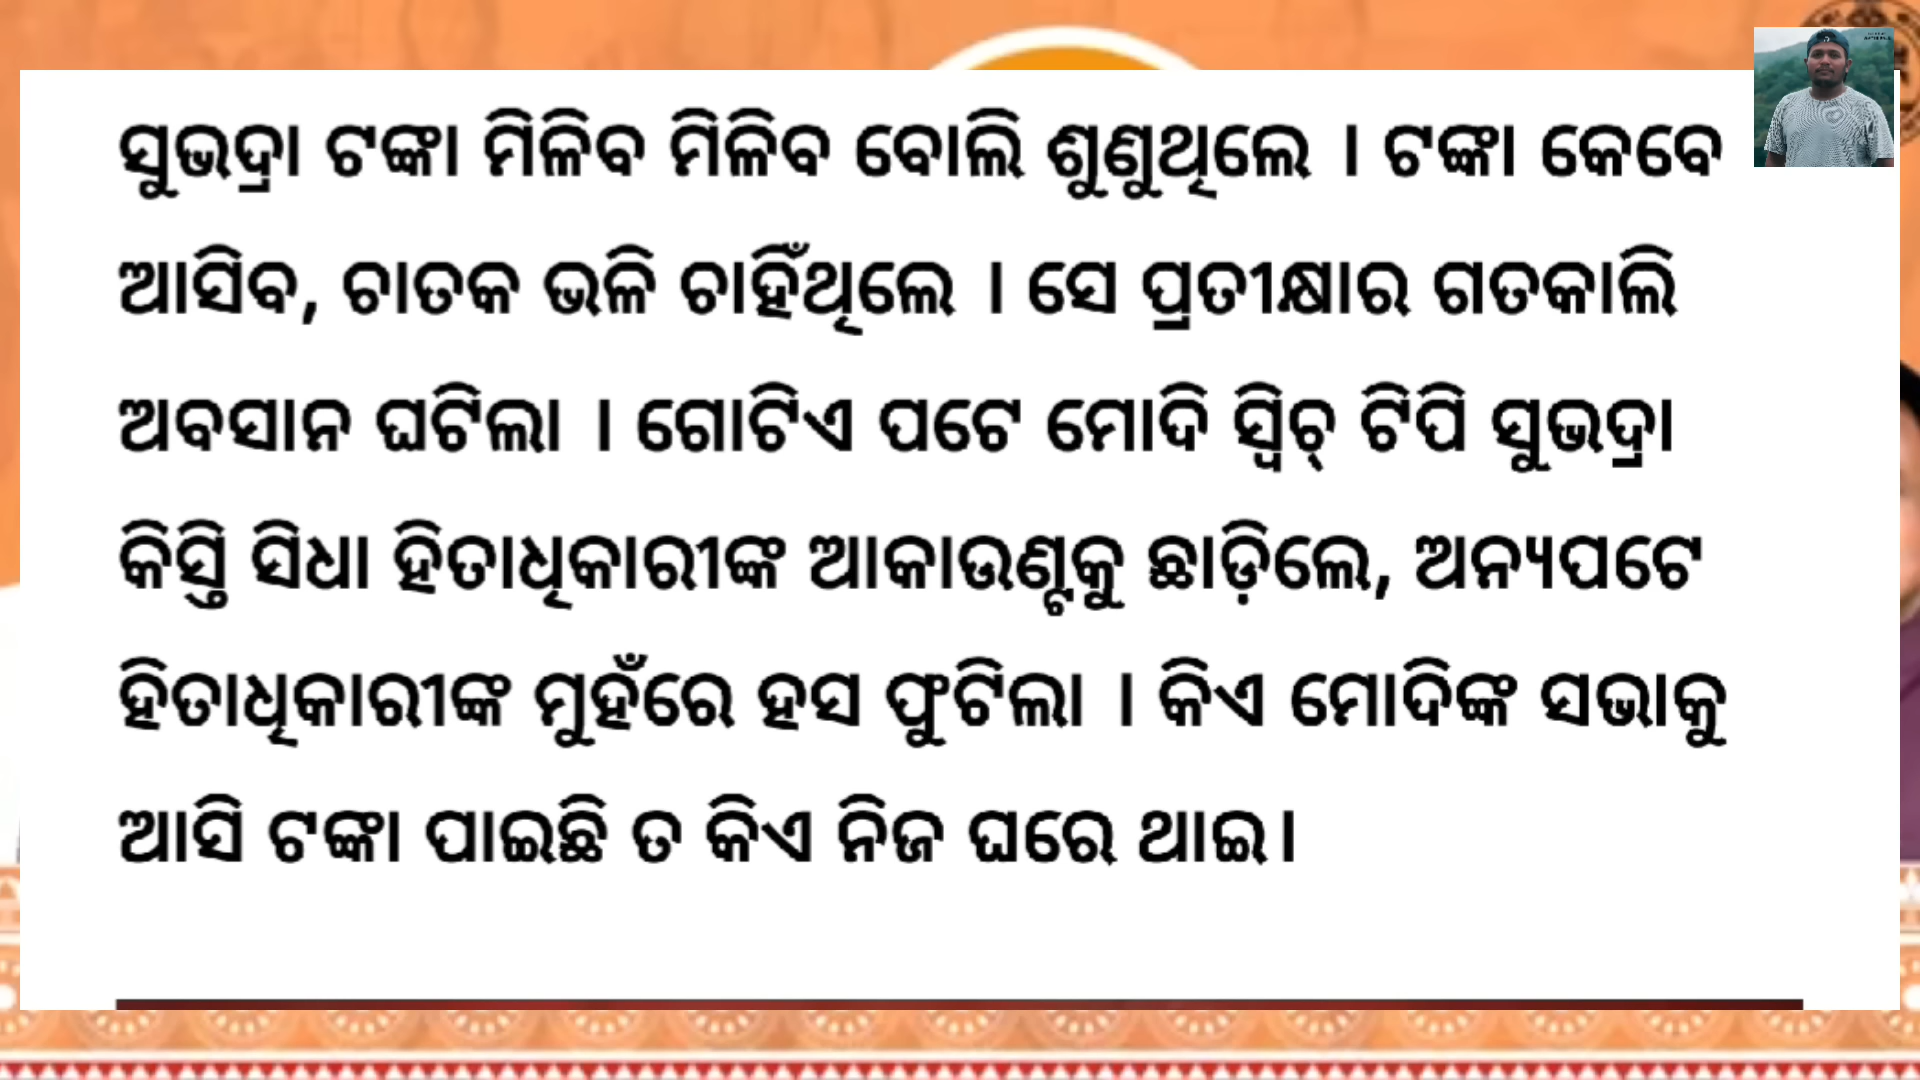 ସୁଭଦ୍ରା ଟଙ୍କା ମିଳିବ ମିଳିବ ବୋଲି ଶୁଣୁଥିଲେ । ଟଙ୍କା କେବେ
ଆସିବ, ଚାତକ ଭଳି ଚାହିଁଥିଲେ । ସେ ପ୍ରତୀକ୍ଷାର ଗତକାଲି
ଅବସାନ ଘଟିଲା । ଗୋଟିଏ ପଟେ ମୋଦି ସ୍ୱିଚ୍ ଟିପି ସୁଭଦ୍ରା
କିସ୍ତି ସିଧା ହିତାଧିକାରୀଙ୍କ ଆକାଉଣ୍ଟକୁ ଛାଡ଼ିଲେ, ଅନ୍ୟପଟେ
ହିତାଧିକାରୀଙ୍କ ମୁହଁରେ ହସ ଫୁଟିଲା । କିଏ ମୋଦିଙ୍କ ସଭାକୁ
ଆସି ଟଙ୍କା ପାଇଛି ତ କିଏ ନିଜ ଘରେ ଥାଇ।